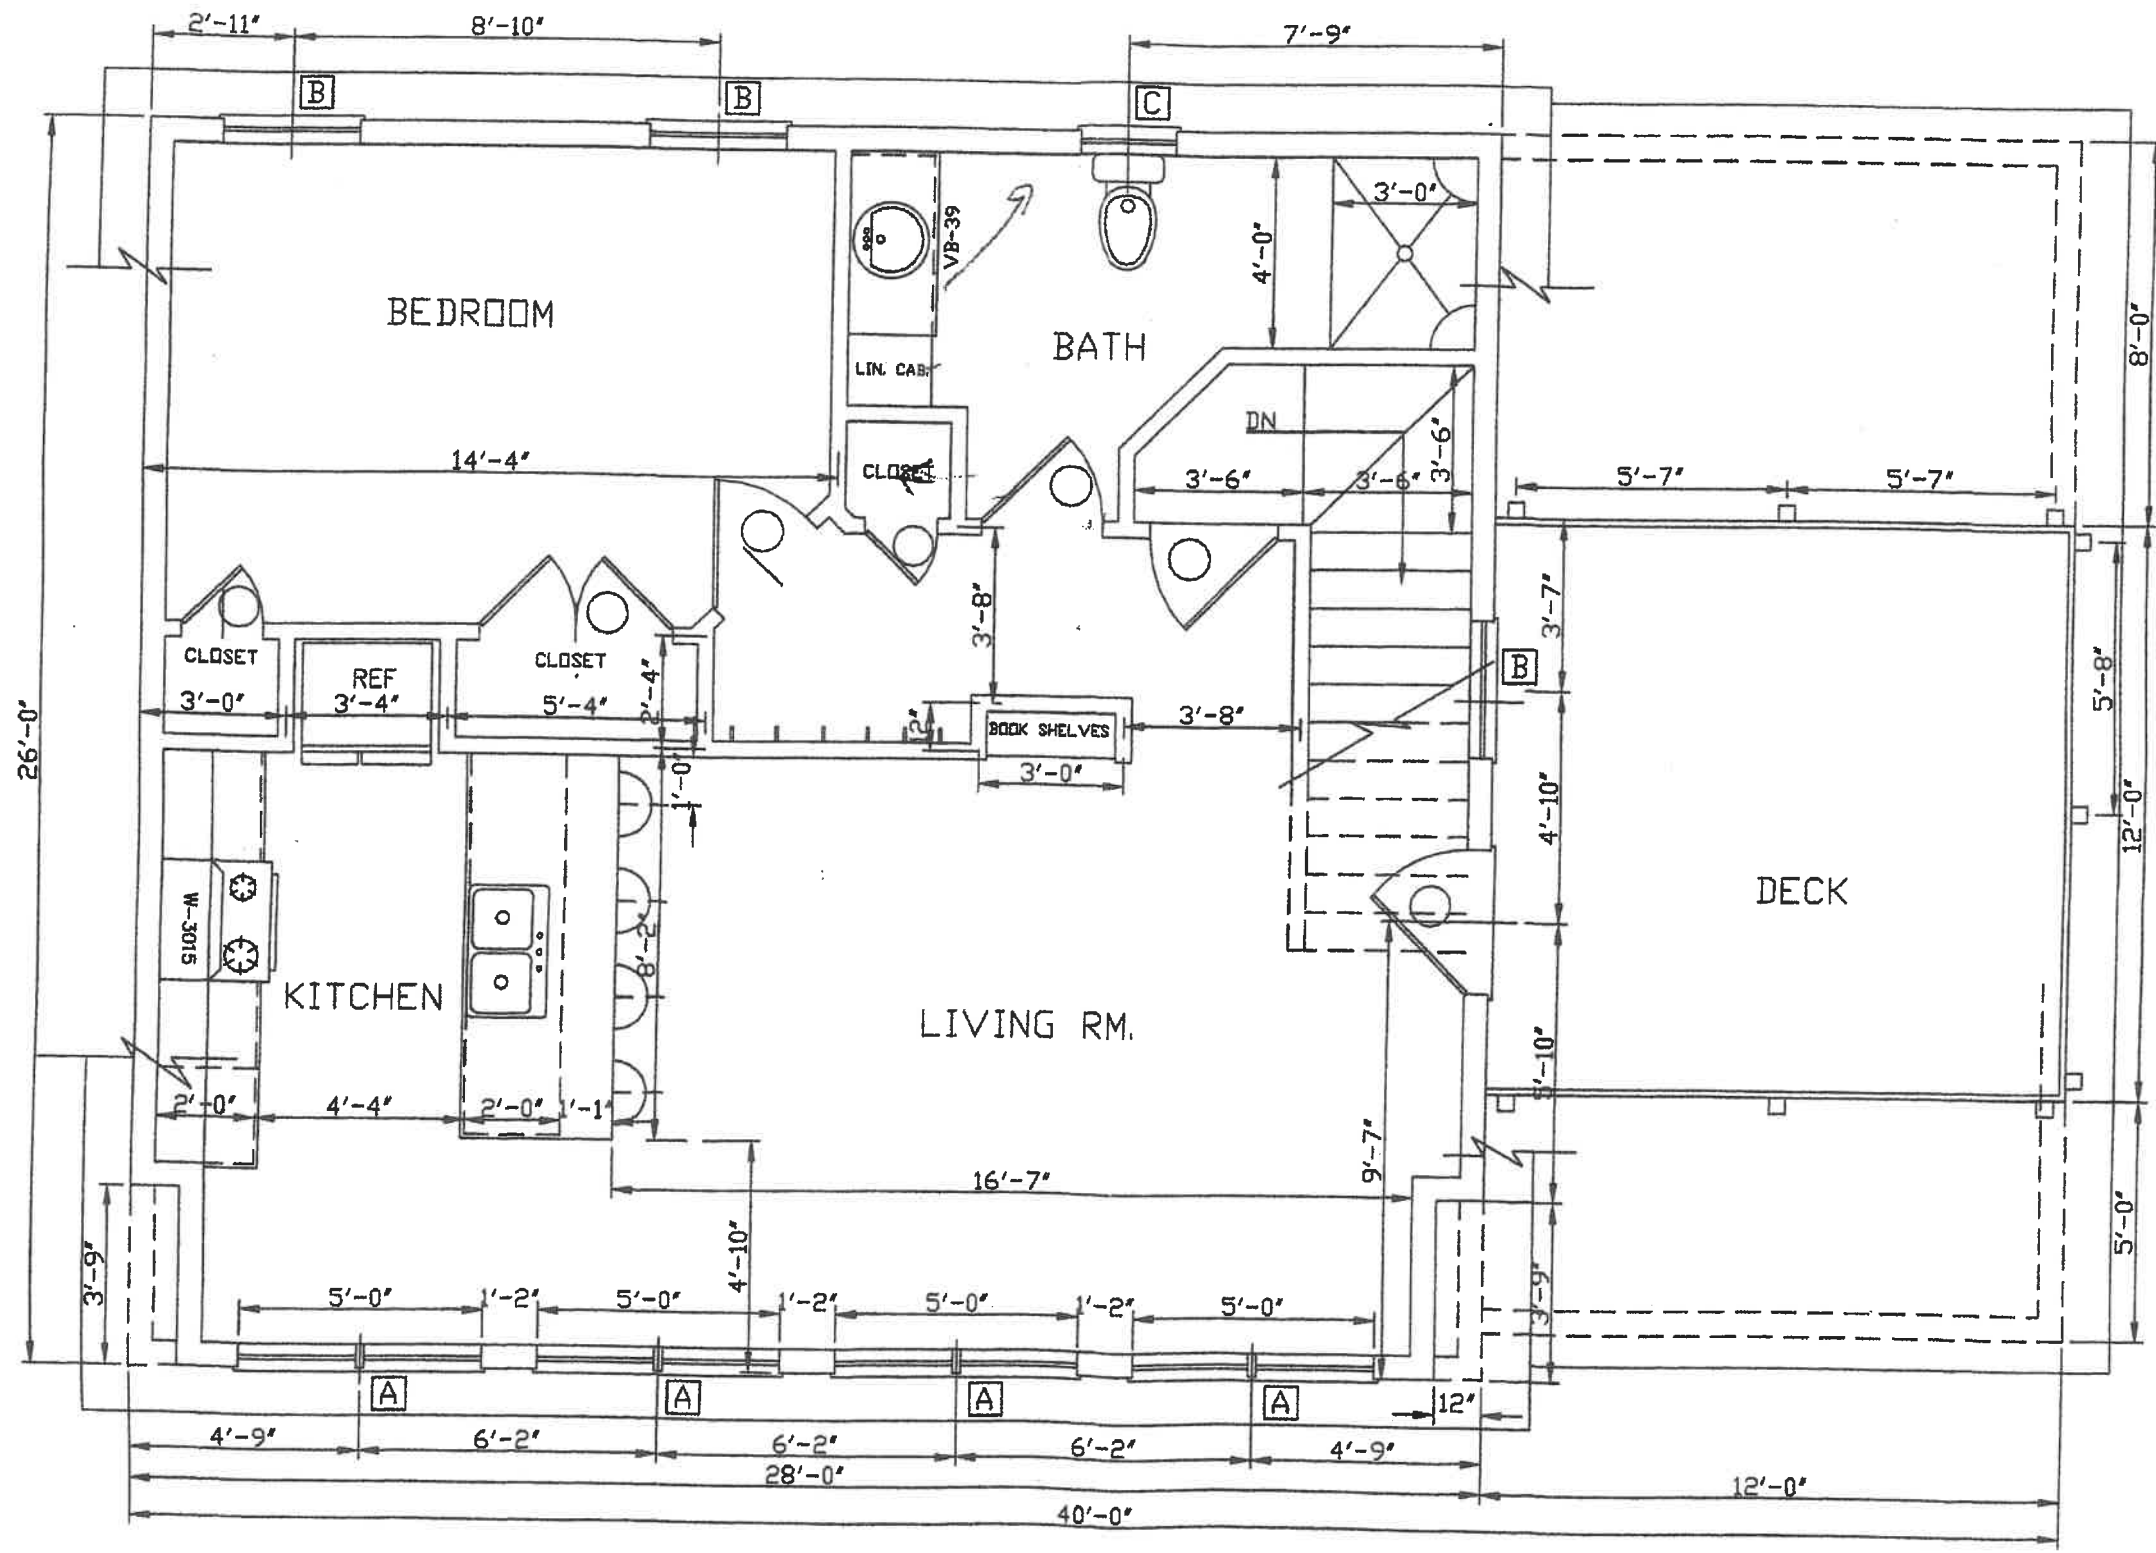 2'-11"
8'-10"
7'-9"
B
B
C
3'-0"
VB-39
4'-0"
BEDROOM
BATH
8'-0"
LIN. CAB.
DN
3'-6"
14'-4"
CLOSET
3'-6"
3'-6"
5'-7"
5'-7"
3'-8"
3'-7"
CLOSET
REF
CLOSET
B
5'-8"
3'-0"
3'-4"
5'-4"
2'-4"
2"
BOOK SHELVES
3'-8"
26'-0"
3'-0"
1'-0"
4'-10"
12'-0"
W-3015
8'-2"
DECK
KITCHEN
LIVING RM.
5'-10"
2'-0"
4'-4"
2'-0"
1'-1"
9'-7"
16'-7"
3'-9"
4'-10"
5'-0"
3'-9"
5'-0"
1'-2"
5'-0"
1'-2"
5'-0"
1'-2"
5'-0"
A
A
A
A
12"
4'-9"
6'-2"
6'-2"
6'-2"
4'-9"
28'-0"
12'-0"
40'-0"